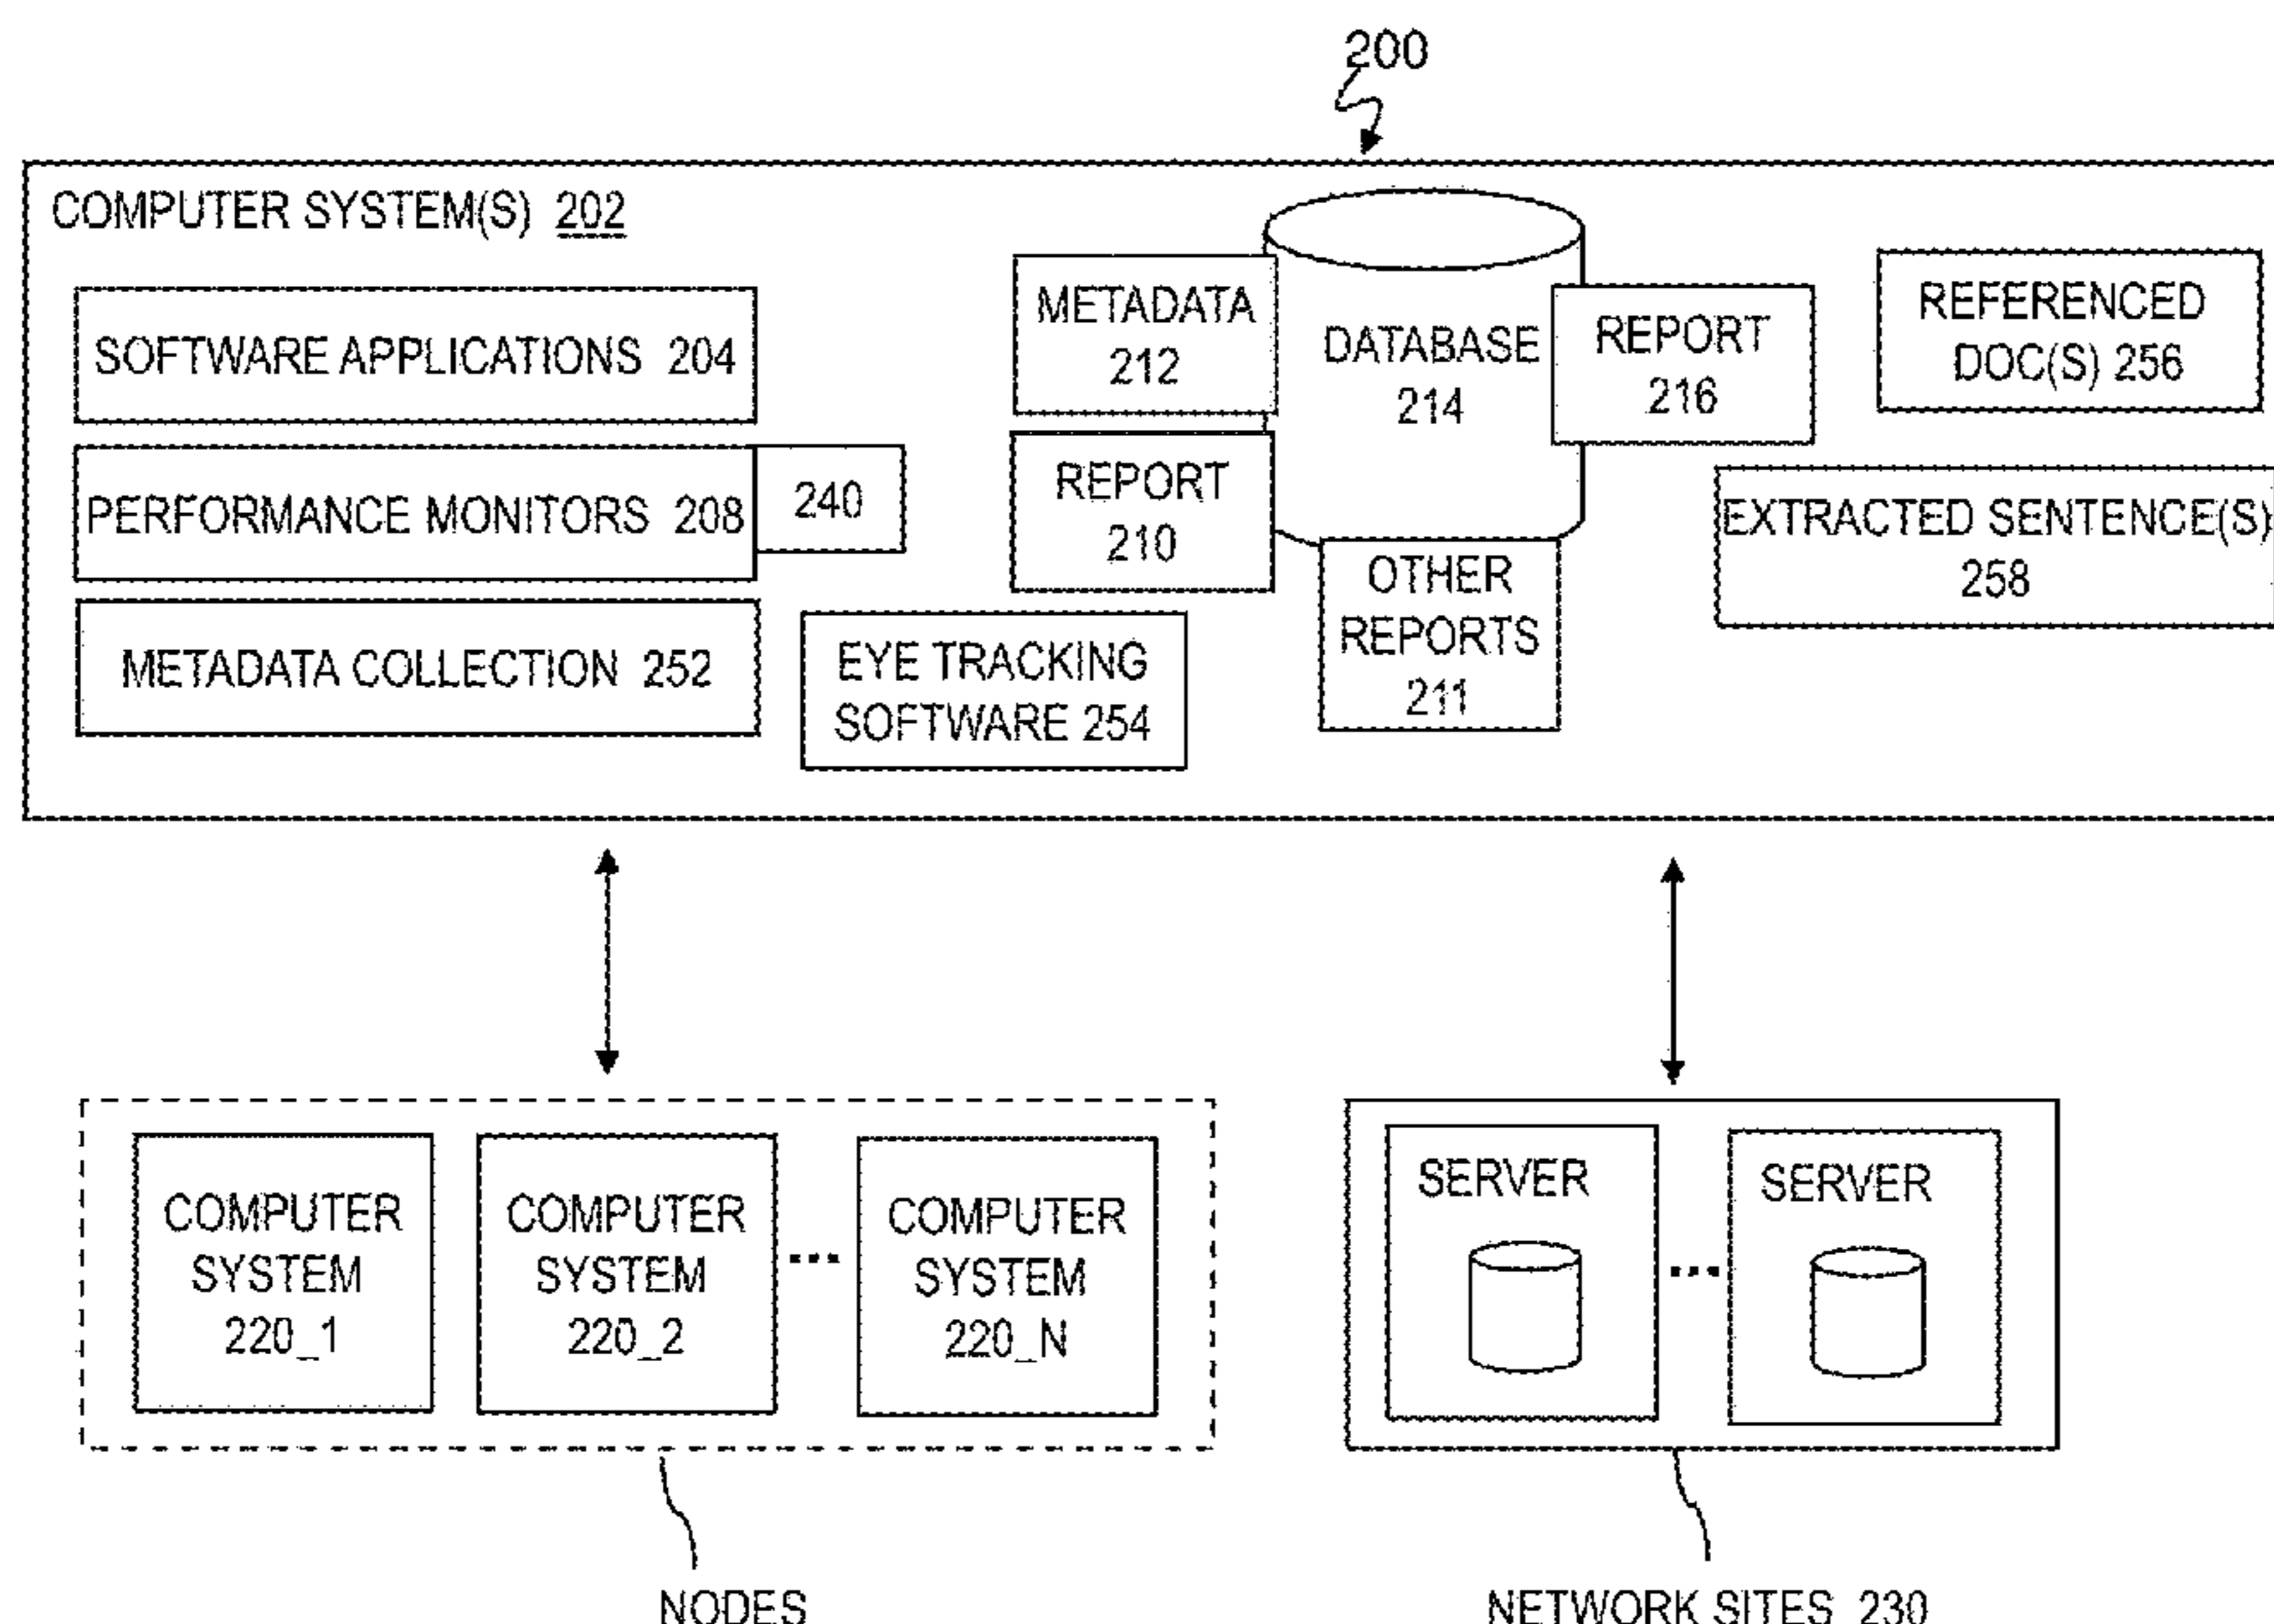 200
COMPUTER SYSTEM(S) 202
SOFTWARE APPLICATIONS 204
PERFORMANCE MONITORS 208
240
METADATA COLLECTION 252
EYE TRACKING
SOFTWARE 254
METADATA
212
REPORT
210
DATABASE
214
OTHER
REPORTS
211
REPORT
216
REFERENCED
DOC(S) 256
EXTRACTED SENTENCE(S)
258
COMPUTER
SYSTEM
220_1
COMPUTER
SYSTEM
220_2
...
COMPUTER
SYSTEM
220_N
NODES
SERVER
...
SERVER
NETWORK SITES 230